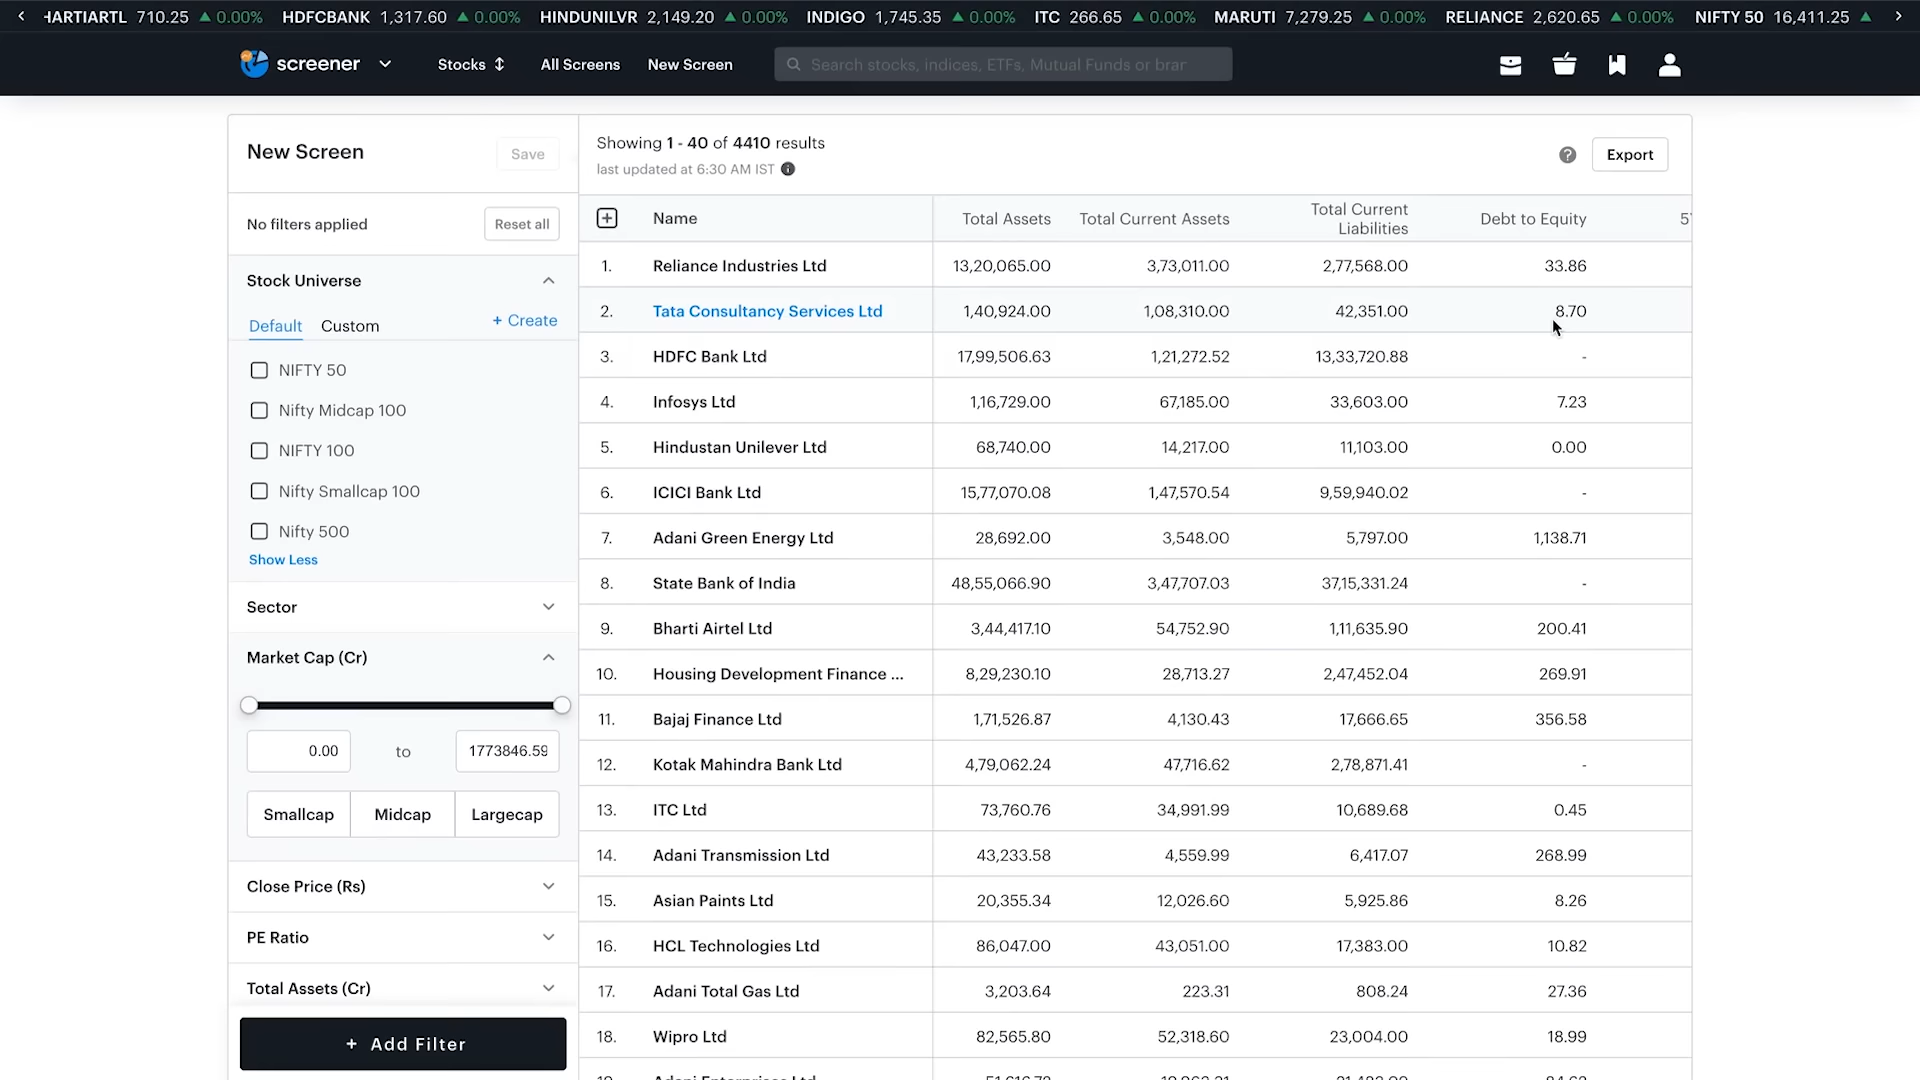 HARTIARTL 710.25 ▲ 0.00% HDFCBANK 1,317.60 ▲ 0.00% HINDUNILVR 2,149.20 ▲ 0.00% INDIGO 1,745.35 ▲ 0.00% ITC 266.65 ▲ 0.00% MARUTI 7,279.25 ▲ 0.00% RELIANCE 2,620.65 ▲ 0.00% NIFTY 50 16,411.25 ▲
screener Stocks All Screens New Screen Search stocks, indices, ETFs, Mutual Funds or brar
New Screen Save
Showing 1 - 40 of 4410 results
last updated at 6:30 AM IST
Export
No filters applied Reset all
Name Total Assets Total Current Assets Total Current Liabilities Debt to Equity 5
Stock Universe
Default Custom + Create
NIFTY 50
Nifty Midcap 100
NIFTY 100
Nifty Smallcap 100
Nifty 500
Show Less
Sector
Market Cap (Cr)
0.00 to 1773846.59
Smallcap Midcap Largecap
Close Price (Rs)
PE Ratio
Total Assets (Cr)
+ Add Filter
1. Reliance Industries Ltd 13,20,065.00 3,73,011.00 2,77,568.00 33.86
2. Tata Consultancy Services Ltd 1,40,924.00 1,08,310.00 42,351.00 8.70
3. HDFC Bank Ltd 17,99,506.63 1,21,272.52 13,33,720.88 -
4. Infosys Ltd 1,16,729.00 67,185.00 33,603.00 7.23
5. Hindustan Unilever Ltd 68,740.00 14,217.00 11,103.00 0.00
6. ICICI Bank Ltd 15,77,070.08 1,47,570.54 9,59,940.02 -
7. Adani Green Energy Ltd 28,692.00 3,548.00 5,797.00 1,138.71
8. State Bank of India 48,55,066.90 3,47,707.03 37,15,331.24 -
9. Bharti Airtel Ltd 3,44,417.10 54,752.90 1,11,635.90 200.41
10. Housing Development Finance ... 8,29,230.10 28,713.27 2,47,452.04 269.91
11. Bajaj Finance Ltd 1,71,526.87 4,130.43 17,666.65 356.58
12. Kotak Mahindra Bank Ltd 4,79,062.24 47,716.62 2,78,871.41 -
13. ITC Ltd 73,760.76 34,991.99 10,689.68 0.45
14. Adani Transmission Ltd 43,233.58 4,559.99 6,417.07 268.99
15. Asian Paints Ltd 20,355.34 12,026.60 5,925.86 8.26
16. HCL Technologies Ltd 86,047.00 43,051.00 17,383.00 10.82
17. Adani Total Gas Ltd 3,203.64 223.31 808.24 27.36
18. Wipro Ltd 82,565.80 52,318.60 23,004.00 18.99